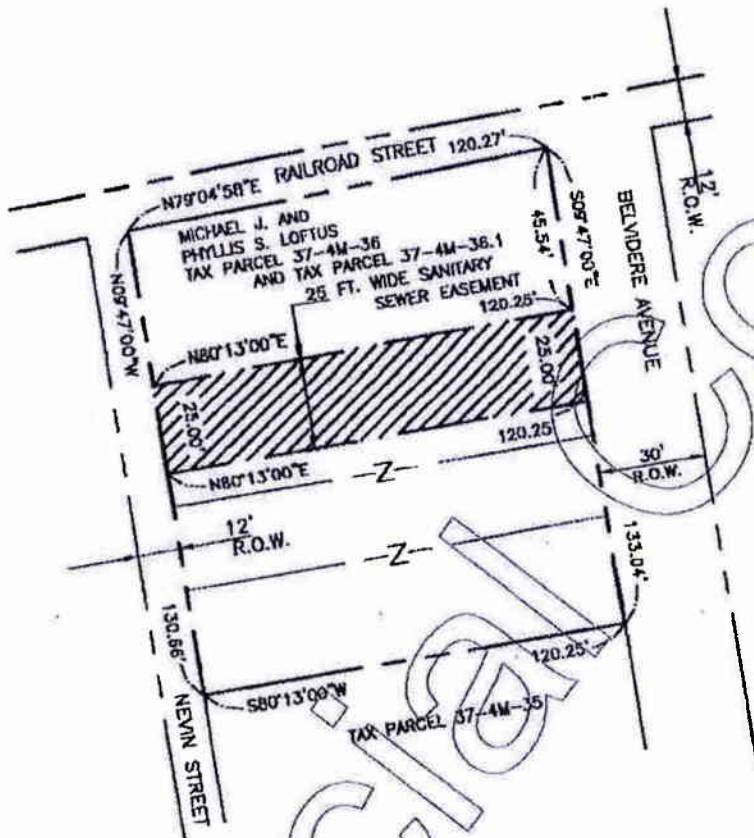 N79°04'58"E RAILROAD STREET 120.27'
12'
R.O.W.
MICHAEL J. AND
PHYLLIS S. LOFTUS
TAX PARCEL 37-4M-36
AND TAX PARCEL 37-4M-36.1
25 FT. WIDE SANITARY
SEWER EASEMENT
45.54'
S09°47'00"E
BELVIDERE AVENUE
N09°47'00"W
120.25'
N80°13'00"E
25.00'
25.00'
120.25'
N80°13'00"E
-Z-
30'
R.O.W.
12'
R.O.W.
-Z-
133.04'
130.66'
120.25'
S80°13'00"W
NEVIN STREET
TAX PARCEL 37-4M-35